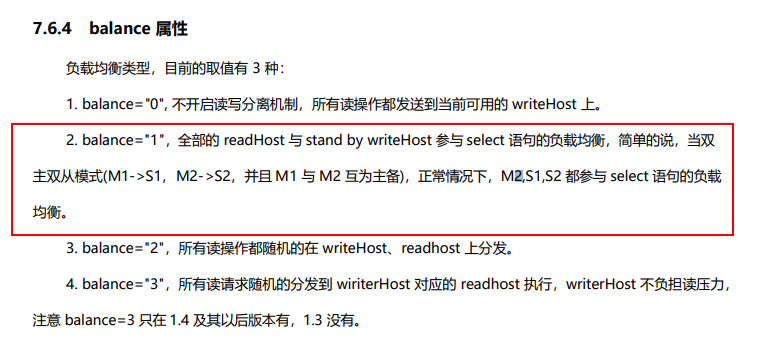 7.6.4 balance 属性
负载均衡类型，目前的取值有 3 种：
1. balance="0", 不开启读写分离机制，所有读操作都发送到当前可用的 writeHost 上。
2. balance="1"，全部的 readHost 与 stand by writeHost 参与 select 语句的负载均衡，简单的说，当双
主双从模式(M1->S1，M2->S2，并且 M1 与 M2 互为主备)，正常情况下，M2,S1,S2 都参与 select 语句的负载
均衡。
3. balance="2"，所有读操作都随机的在 writeHost、readhost 上分发。
4. balance="3"，所有读请求随机的分发到 wiriterHost 对应的 readhost 执行，writerHost 不负担读压力，
注意 balance=3 只在 1.4 及其以后版本有，1.3 没有。